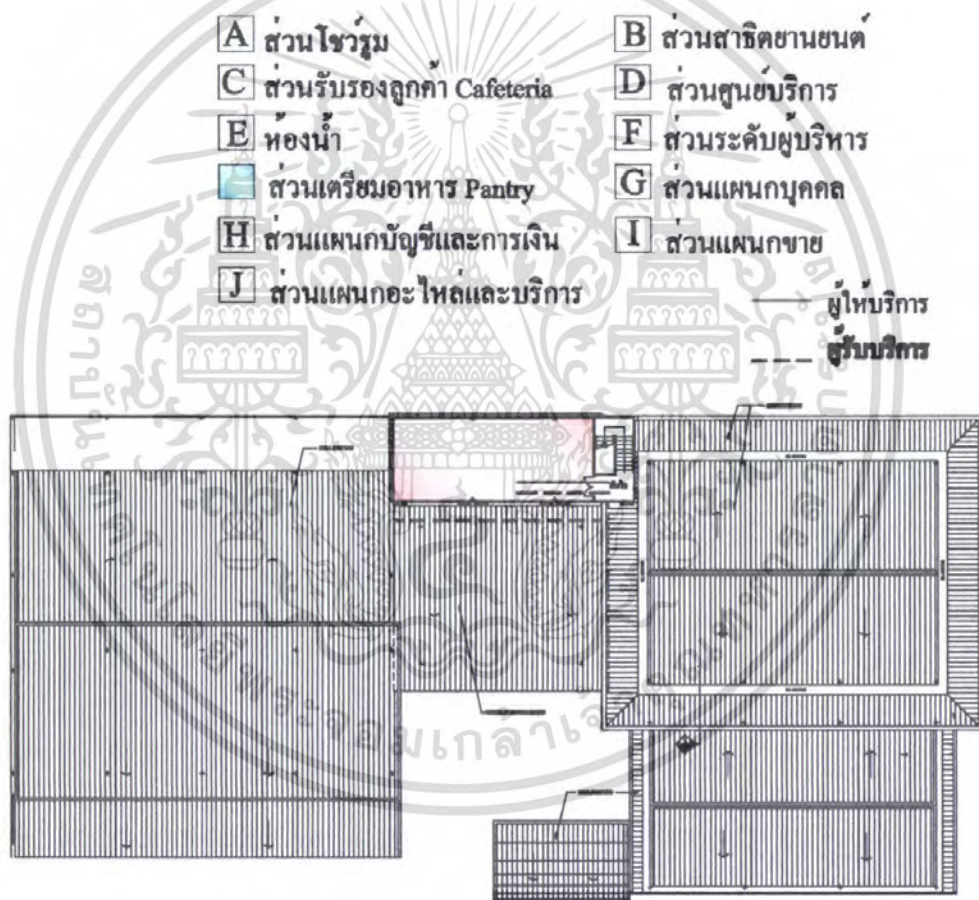 A ส่วนโชว์รูม
B ส่วนสาธิตยานยนต์
C ส่วนรับรองลูกค้า Cafeteria
D ส่วนศูนย์บริการ
E ห้องน้ำ
F ส่วนระดับผู้บริหาร
ส่วนเตรียมอาหาร Pantry
G ส่วนแผนกบุคคล
H ส่วนแผนกบัญชีและการเงิน
I ส่วนแผนกขาย
J ส่วนแผนกอะไหล่และบริการ
ผู้ให้บริการ
ผู้รับบริการ